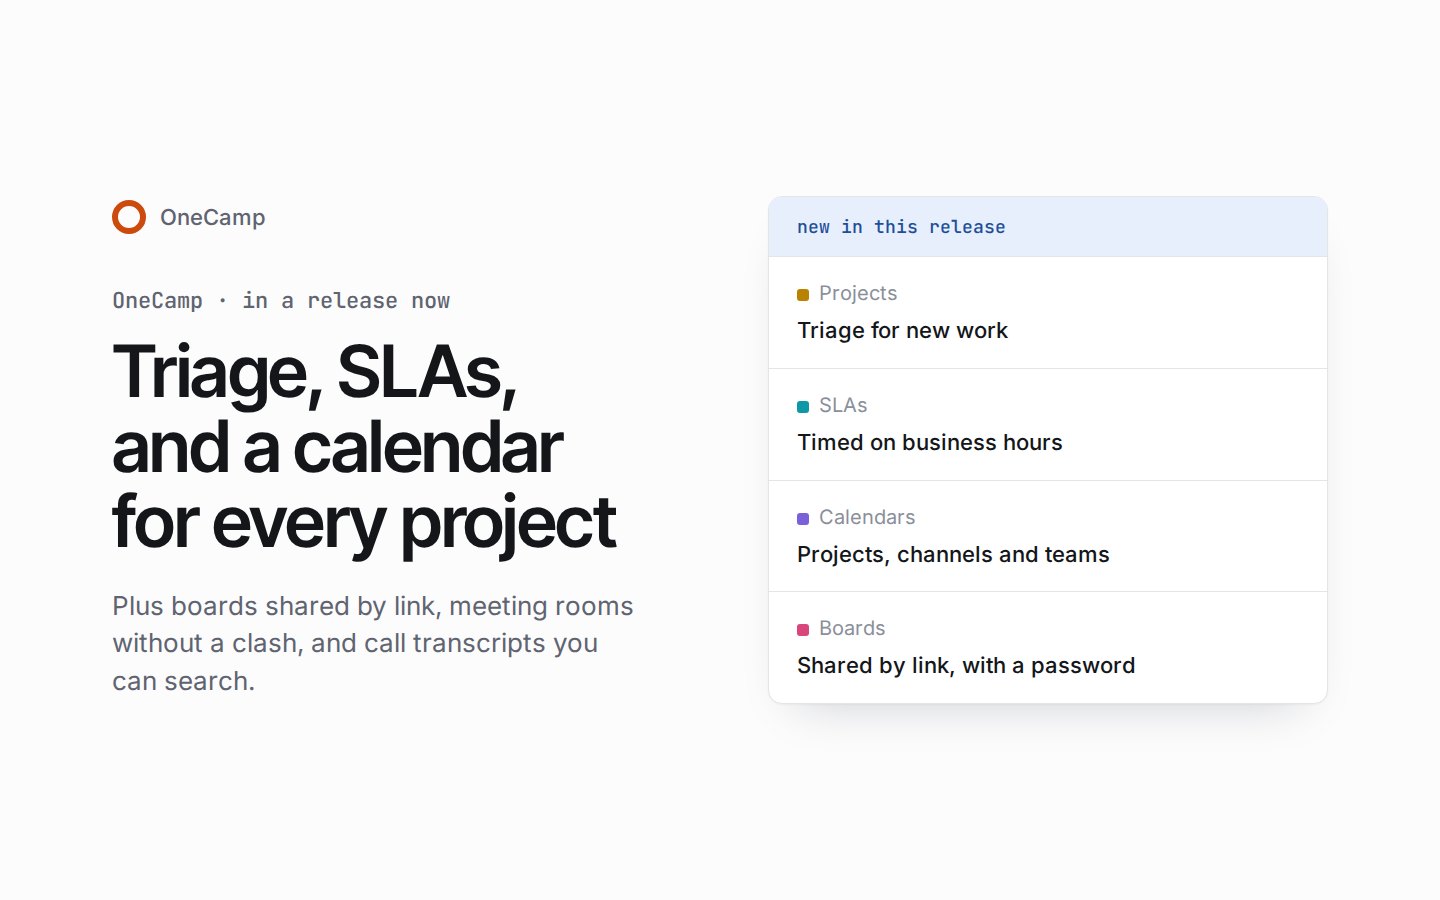 OneCamp
OneCamp · in a release now
Triage, SLAs,
and a calendar
for every project
Plus boards shared by link, meeting rooms
without a clash, and call transcripts you
can search.
new in this release
Projects
Triage for new work
SLAs
Timed on business hours
Calendars
Projects, channels and teams
Boards
Shared by link, with a password